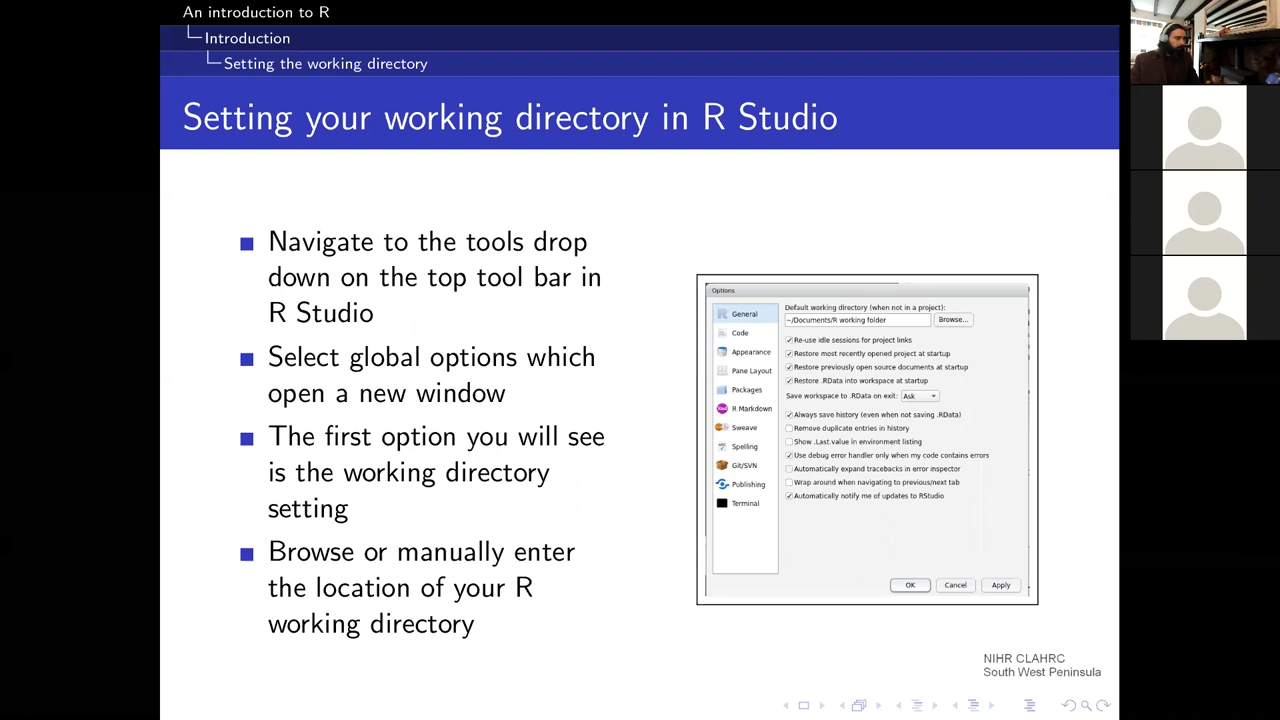 An introduction to R
Introduction
Setting the working directory
Setting your working directory in R Studio
Navigate to the tools drop
down on the top tool bar in
R Studio
Select global options which
open a new window
The first option you will see
is the working directory
setting
Browse or manually enter
the location of your R
working directory
Options
General
Code
Appearance
Pane Layout
Packages
R Markdown
Sweave
Spelling
Git/SVN
Publishing
Terminal
Default working directory (when not in a project):
~/Documents/R working folder
Browse...
Re-use idle sessions for project links
Restore most recently opened project at startup
Restore previously open source documents at startup
Restore .RData into workspace at startup
Save workspace to .RData on exit: Ask
Always save history (even when not saving .RData)
Remove duplicate entries in history
Show .Last.value in environment listing
Use debug error handler only when my code contains errors
Automatically expand tracebacks in error inspector
Wrap around when navigating to previous/next tab
Automatically notify me of updates to RStudio
OK Cancel Apply
NIHR CLAHRC
South West Peninsula